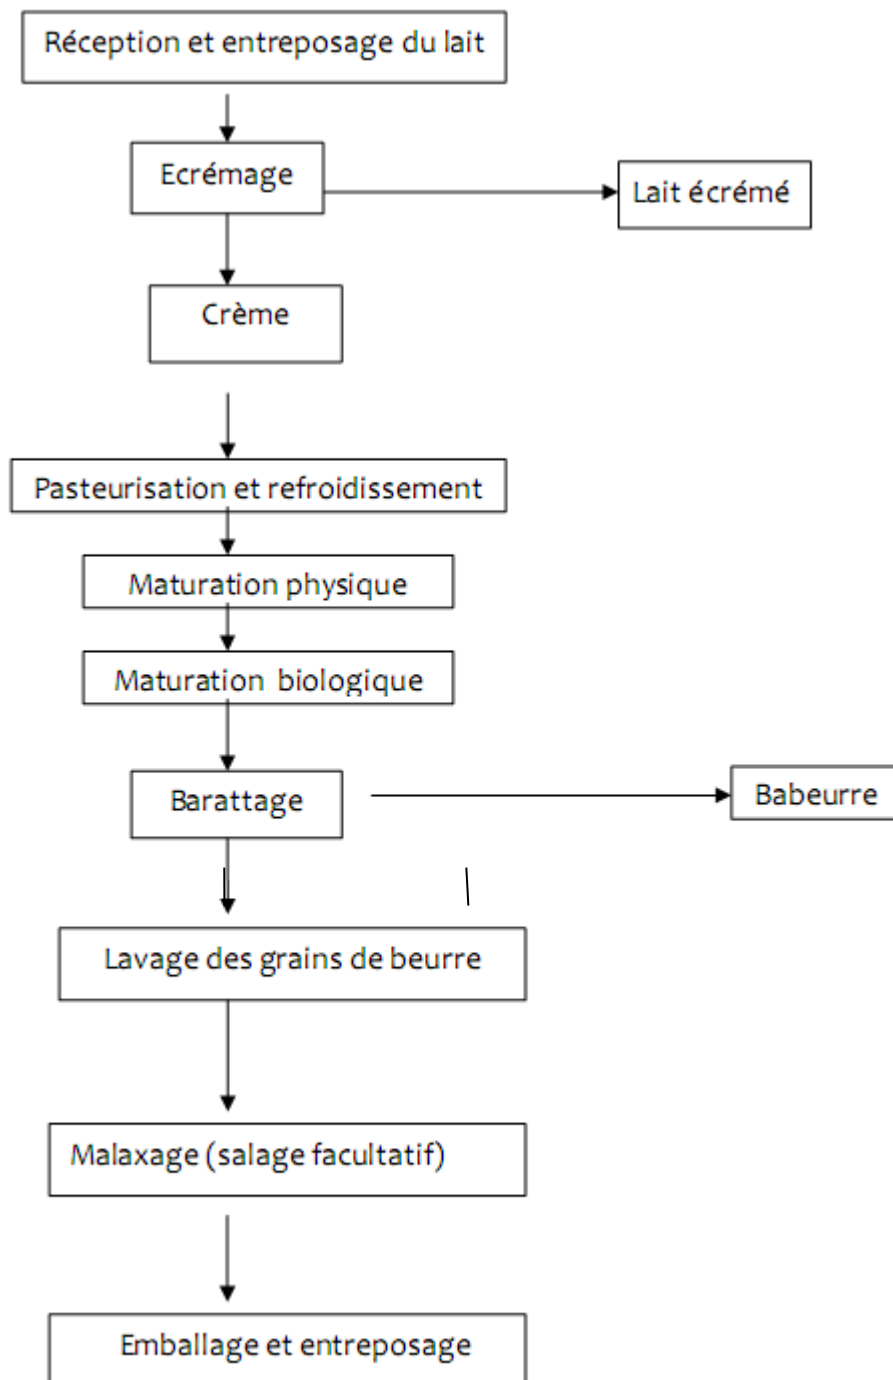 Réception et entreposage du lait
Ecrémage
Lait écrémé
Crème
Pasteurisation et refroidissement
Maturation physique
Maturation biologique
Barattage
Babeurre
Lavage des grains de beurre
Malaxage (salage facultatif)
Emballage et entreposage